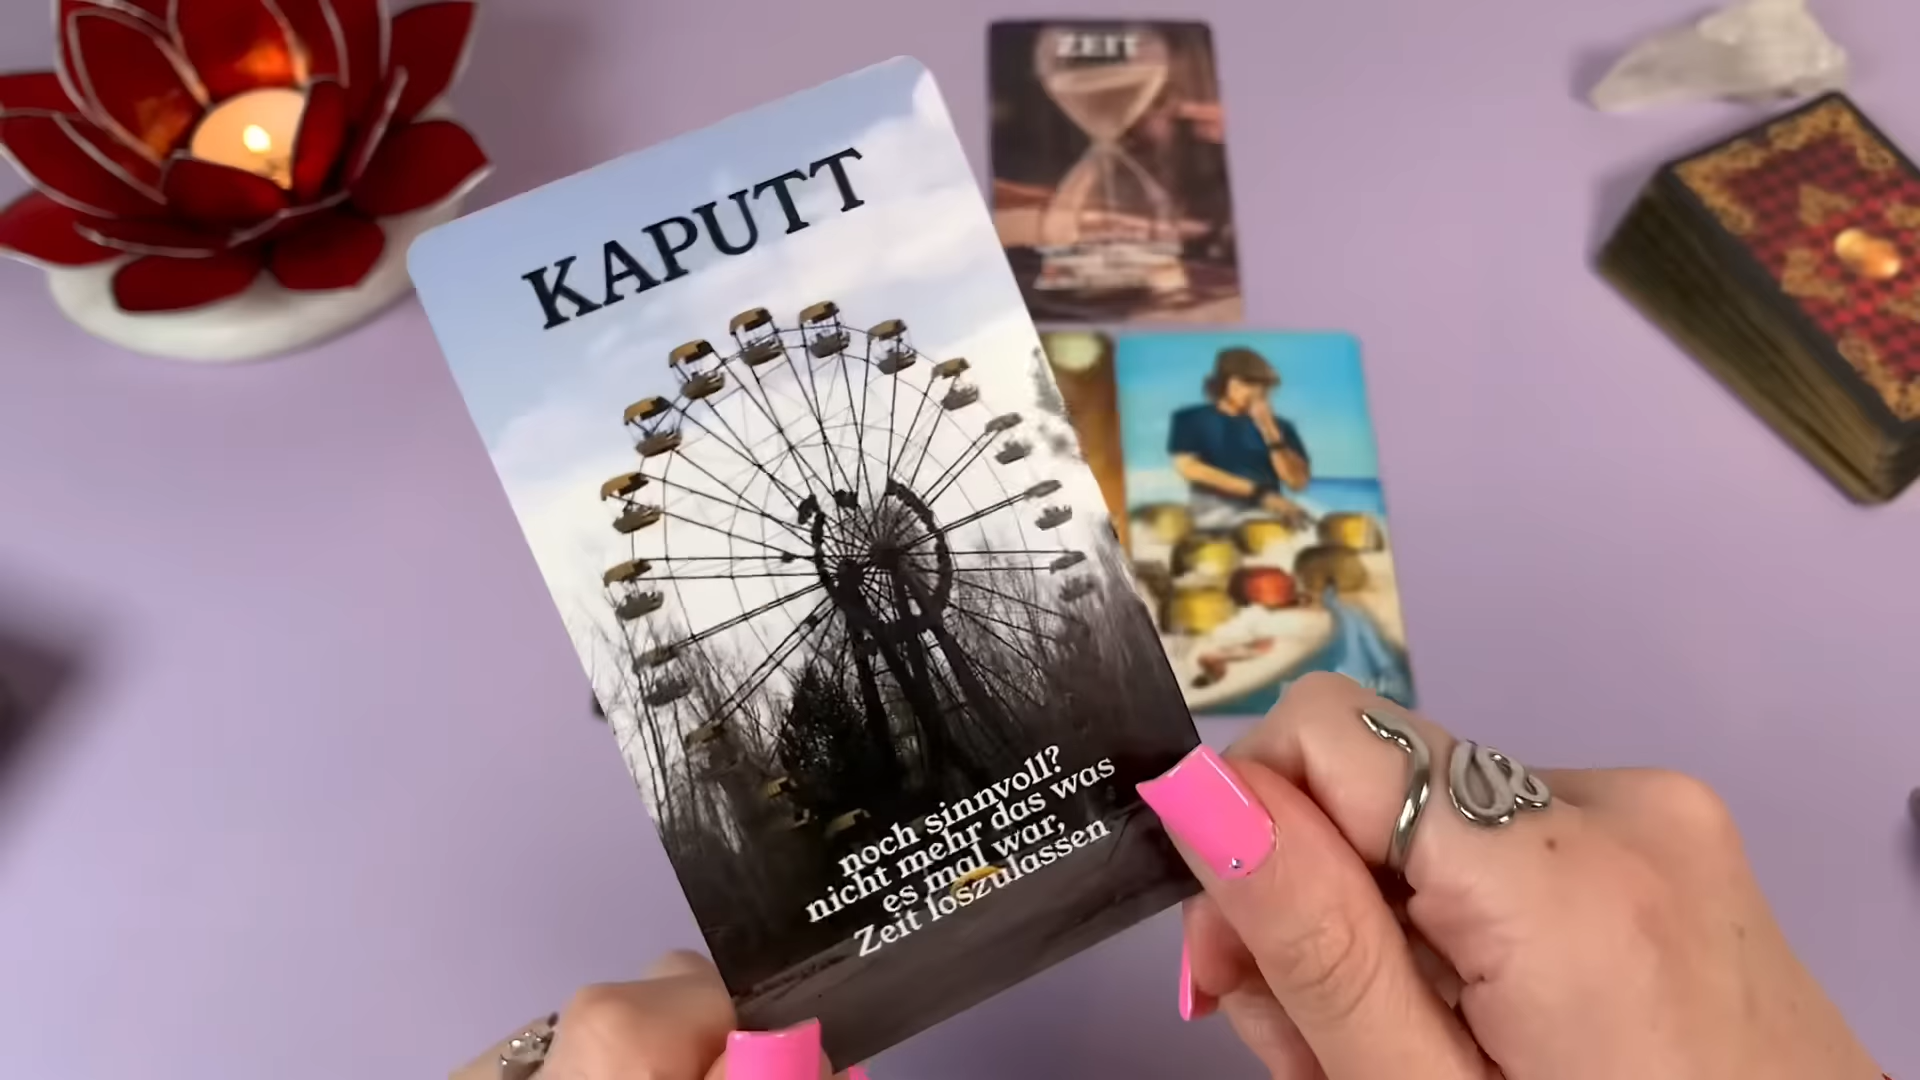 ZEIT
KAPUTT
noch sinnvoll?
nicht mehr das was
es mal war,
Zeit loszulassen